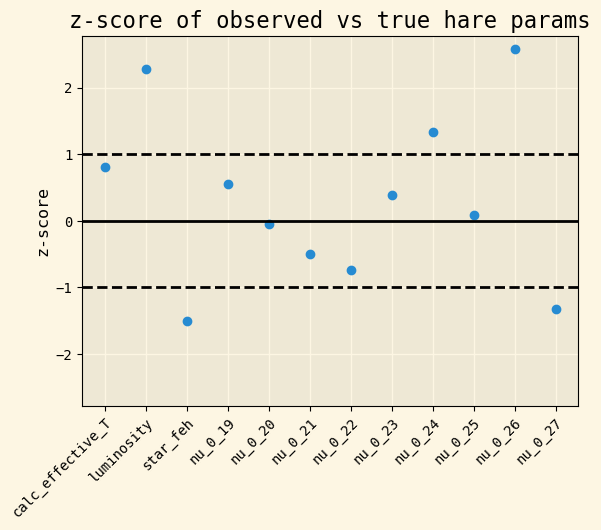 z-score of observed vs true hare params
z-score
2
1
0
−1
−2
calc_effective_T
luminosity
star_feh
nu_0_19
nu_0_20
nu_0_21
nu_0_22
nu_0_23
nu_0_24
nu_0_25
nu_0_26
nu_0_27